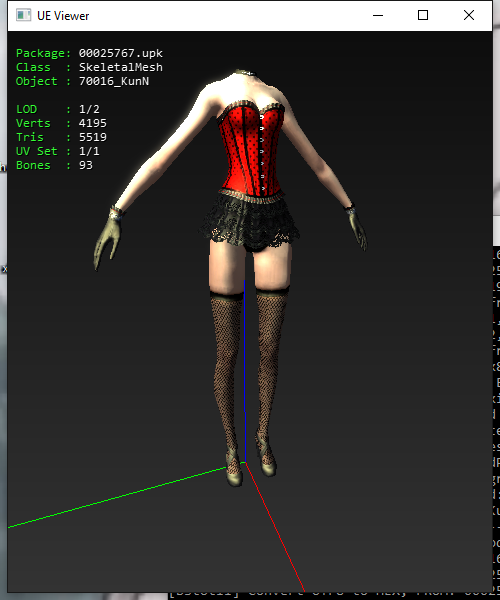 UE Viewer
Package: 00025767.upk
Class : SkeletalMesh
Object : 70016_KunN
LOD : 1/2
Verts : 4195
Tris : 5519
UV Set : 1/1
Bones : 93